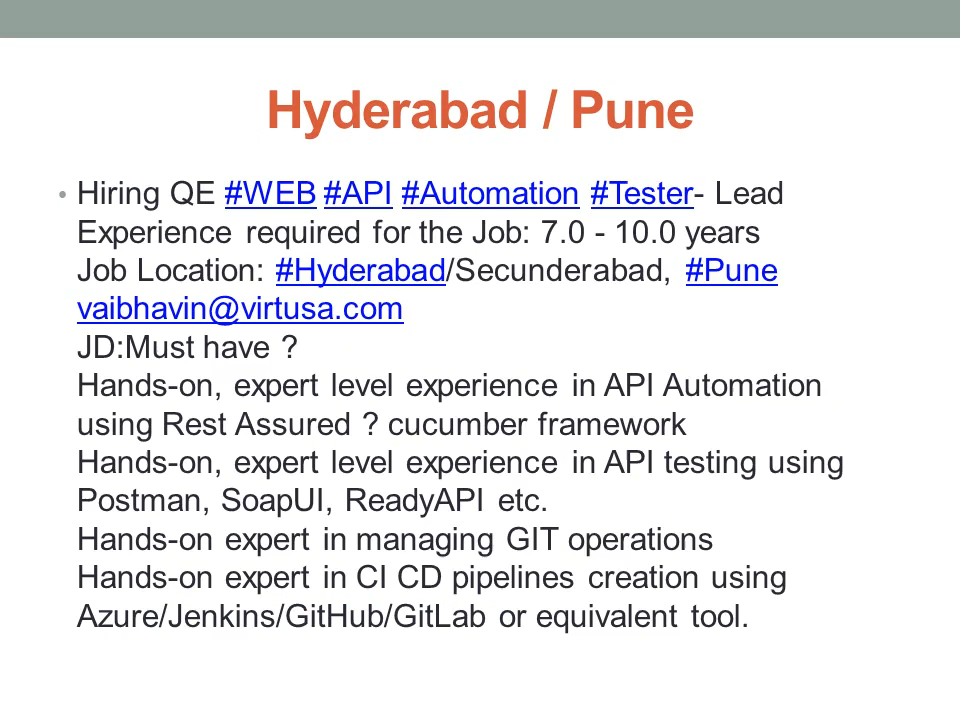 Hyderabad / Pune
• Hiring QE #WEB #API #Automation #Tester- Lead
Experience required for the Job: 7.0 - 10.0 years
Job Location: #Hyderabad/Secunderabad, #Pune
vaibhavin@virtusa.com
JD:Must have ?
Hands-on, expert level experience in API Automation
using Rest Assured ? cucumber framework
Hands-on, expert level experience in API testing using
Postman, SoapUI, ReadyAPI etc.
Hands-on expert in managing GIT operations
Hands-on expert in CI CD pipelines creation using
Azure/Jenkins/GitHub/GitLab or equivalent tool.